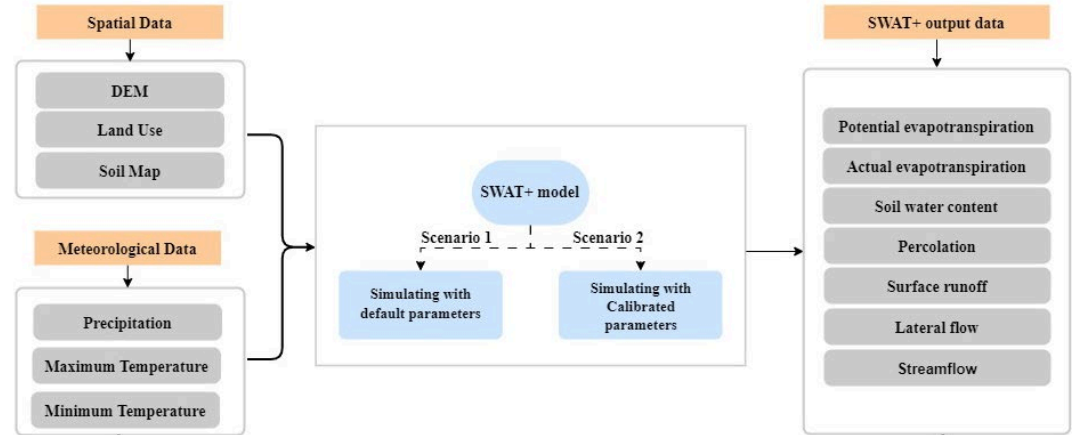 Spatial Data
DEM
Land Use
Soil Map
Meteorological Data
Precipitation
Maximum Temperature
Minimum Temperature
SWAT+ model
Scenario 1
Scenario 2
Simulating with
default parameters
Simulating with
Calibrated
parameters
SWAT+ output data
Potential evapotranspiration
Actual evapotranspiration
Soil water content
Percolation
Surface runoff
Lateral flow
Streamflow